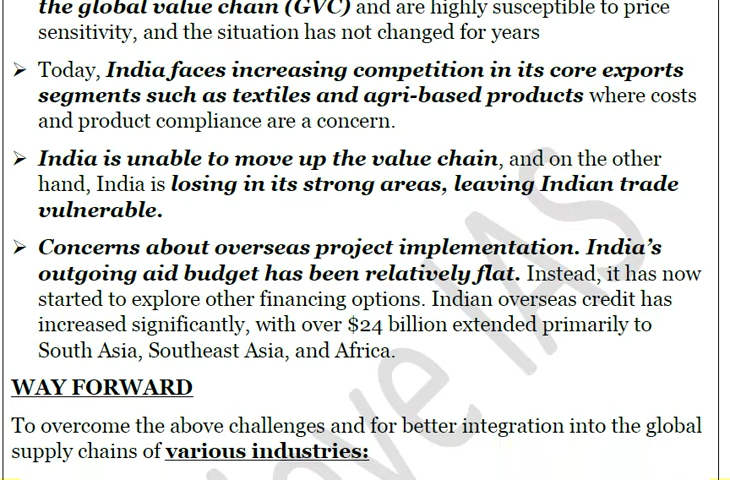 the global value chain (GVC) and are highly susceptible to price
sensitivity, and the situation has not changed for years
➢ Today, India faces increasing competition in its core exports
segments such as textiles and agri-based products where costs
and product compliance are a concern.
➢ India is unable to move up the value chain, and on the other
hand, India is losing in its strong areas, leaving Indian trade
vulnerable.
➢ Concerns about overseas project implementation. India's
outgoing aid budget has been relatively flat. Instead, it has now
started to explore other financing options. Indian overseas credit has
increased significantly, with over $24 billion extended primarily to
South Asia, Southeast Asia, and Africa.
WAY FORWARD
To overcome the above challenges and for better integration into the global
supply chains of various industries:
IAS